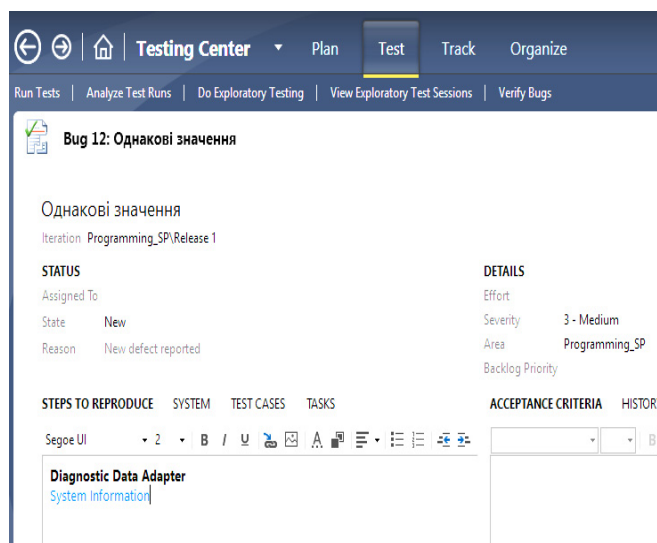 Testing Center Plan Test Track Organize
Run Tests | Analyze Test Runs | Do Exploratory Testing | View Exploratory Test Sessions | Verify Bugs
Bug 12: Однакові значення
Однакові значення
Iteration Programming_SP\Release 1
STATUS DETAILS
Assigned To Effort
State New Severity 3 - Medium
Reason New defect reported Area Programming_SP
Backlog Priority
STEPS TO REPRODUCE SYSTEM TEST CASES TASKS ACCEPTANCE CRITERIA HISTOR
Segoe UI 2 B I U A B
Diagnostic Data Adapter
System Information